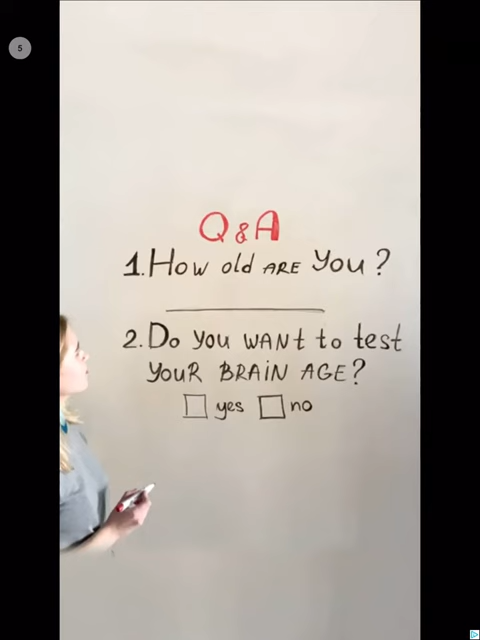 5
Q & A
1. How old ARE You?
2. Do you WANt to test
youR BRAiN AGE?
yes no